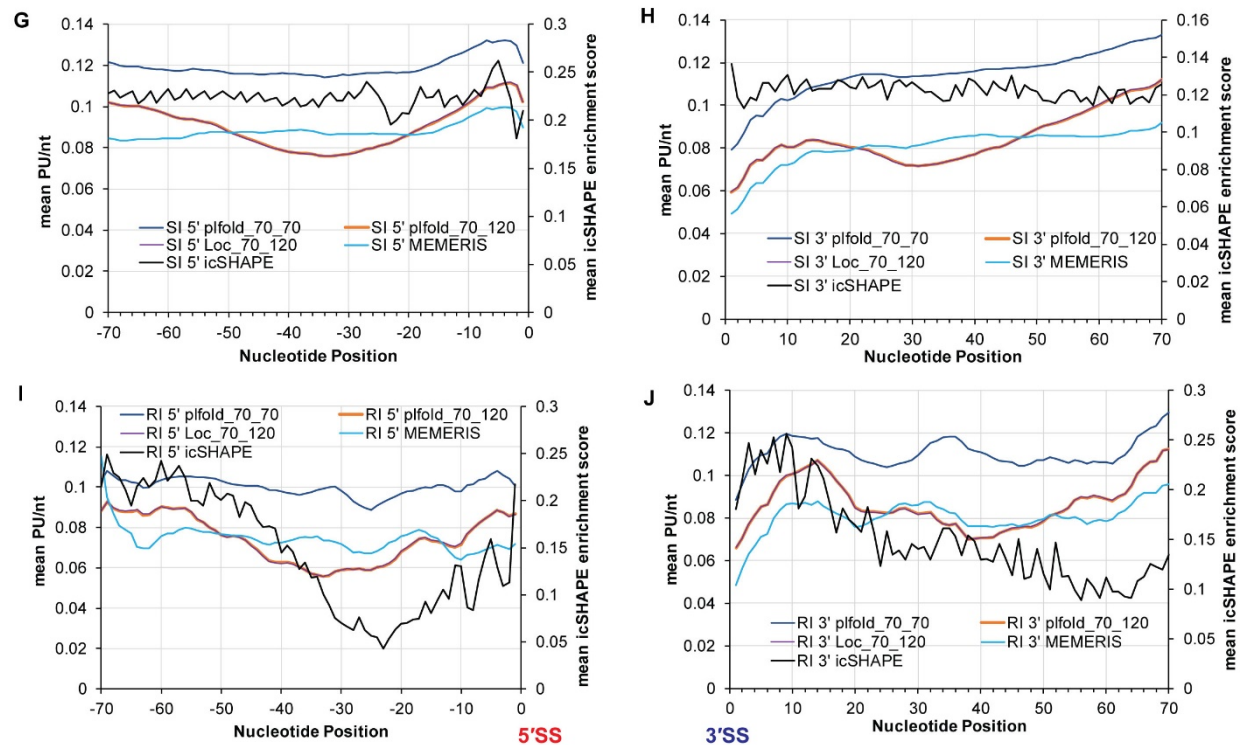 G
mean PU/nt
0.14
0.12
0.1
0.08
0.06
0.04
0.02
0
-70 -60 -50 -40 -30 -20 -10 0
Nucleotide Position
0.3
0.25
0.2
0.15
0.1
0.05
0
mean icSHAPE enrichment score
SI 5' plfold_70_70 SI 5' plfold_70_120
SI 5' Loc_70_120 SI 5' MEMERIS
SI 5' icSHAPE
H
mean PU/nt
0.14
0.12
0.1
0.08
0.06
0.04
0.02
0
0 10 20 30 40 50 60 70
Nucleotide Position
0.16
0.14
0.12
0.1
0.08
0.06
0.04
0.02
0
mean icSHAPE enrichment score
SI 3' plfold_70_70 SI 3' plfold_70_120
SI 3' Loc_70_120 SI 3' MEMERIS
SI 3' icSHAPE
I
mean PU/nt
0.14
0.12
0.1
0.08
0.06
0.04
0.02
0
-70 -60 -50 -40 -30 -20 -10 0
Nucleotide Position
0.3
0.25
0.2
0.15
0.1
0.05
0
mean icSHAPE enrichment score
RI 5' plfold_70_70 RI 5' plfold_70_120
RI 5' Loc_70_120 RI 5' MEMERIS
RI 5' icSHAPE
5'SS
J
mean PU/nt
0.14
0.12
0.1
0.08
0.06
0.04
0.02
0
0 10 20 30 40 50 60 70
Nucleotide Position
0.3
0.25
0.2
0.15
0.1
0.05
0
mean icSHAPE enrichment score
RI 3' plfold_70_70 RI 3' plfold_70_120
RI 3' Loc_70_120 RI 3' MEMERIS
RI 3' icSHAPE
3'SS